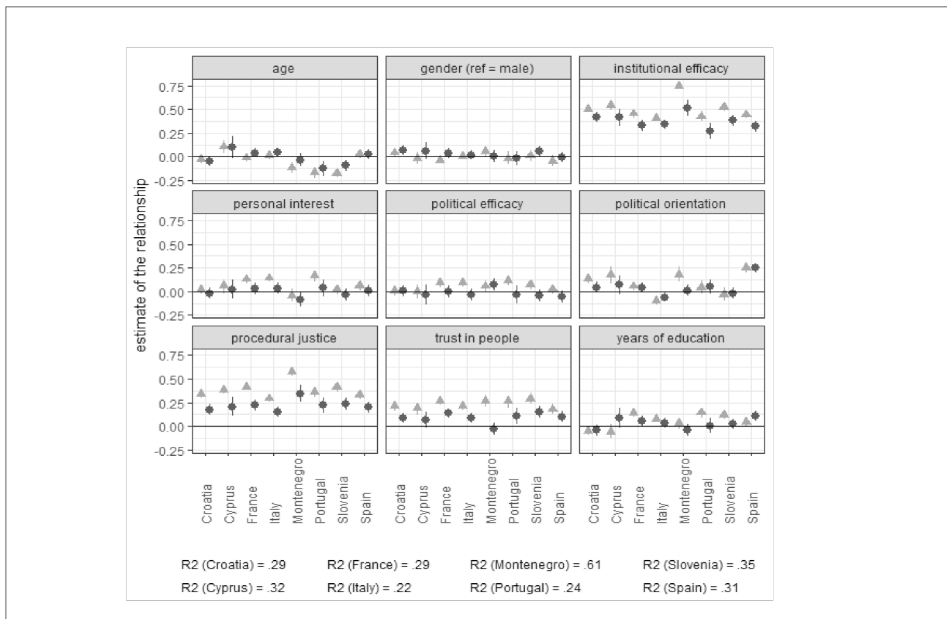 age
gender (ref = male)
institutional efficacy
0.75
0.50
0.25
0.00
-0.25
personal interest
political efficacy
political orientation
0.75
0.50
0.25
0.00
-0.25
procedural justice
trust in people
years of education
0.75
0.50
0.25
0.00
-0.25
estimate of the relationship
Croatia
Cyprus
France
Italy
Montenegro
Portugal
Slovenia
Spain
Croatia
Cyprus
France
Italy
Montenegro
Portugal
Slovenia
Spain
Croatia
Cyprus
France
Italy
Montenegro
Portugal
Slovenia
Spain
R2 (Croatia) = .29 R2 (France) = .29 R2 (Montenegro) = .61 R2 (Slovenia) = .35
R2 (Cyprus) = .32 R2 (Italy) = .22 R2 (Portugal) = .24 R2 (Spain) = .31